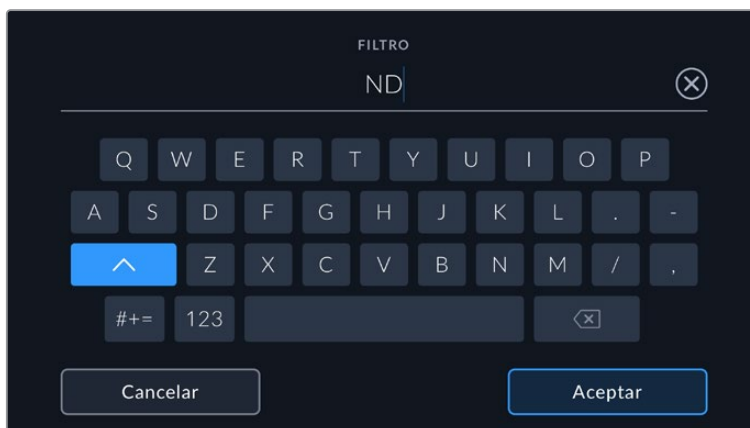 FILTRO
ND
Q W E R T Y U I O P
A S D F G H J K L . -
Z X C V B N M / ,
#+= 123
Cancelar Aceptar